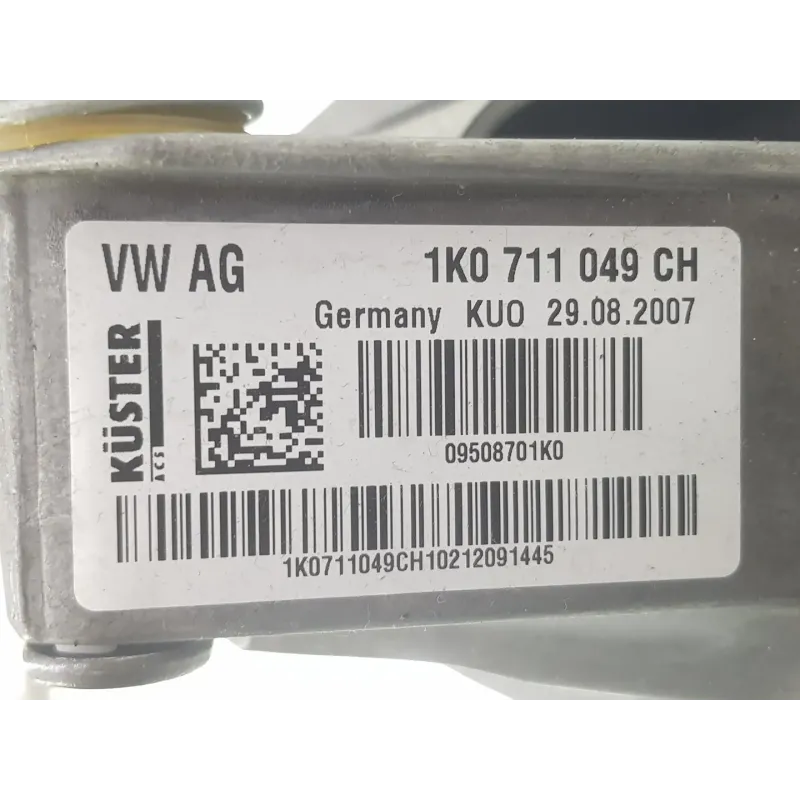 VW AG 1K0 711 049 CH
Germany KUO 29.08.2007
KÜSTER
ACS
09508701K0
1K0711049CH10212091445